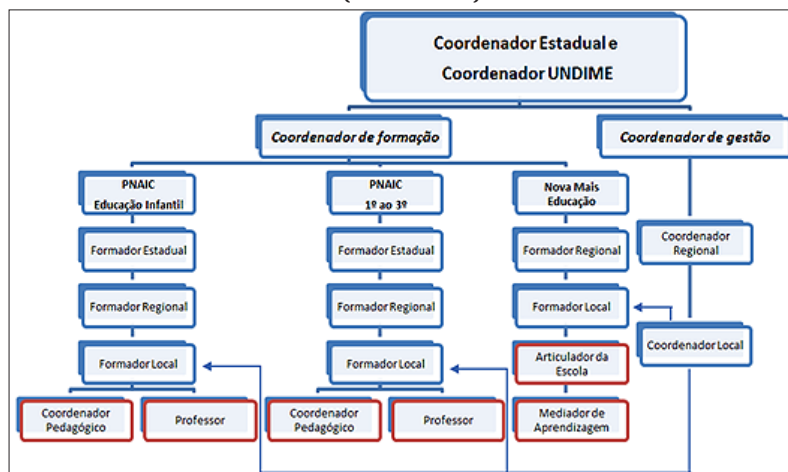 Coordenador Estadual e
Coordenador UNDIME
Coordenador de formação
Coordenador de gestão
PNAIC
Educação Infantil
PNAIC
1º ao 3º
Nova Mais
Educação
Formador Estadual
Formador Estadual
Formador Regional
Coordenador
Regional
Formador Regional
Formador Regional
Formador Local
Formador Local
Formador Local
Articulador da
Escola
Coordenador Local
Coordenador
Pedagógico
Professor
Coordenador
Pedagógico
Professor
Mediador de
Aprendizagem